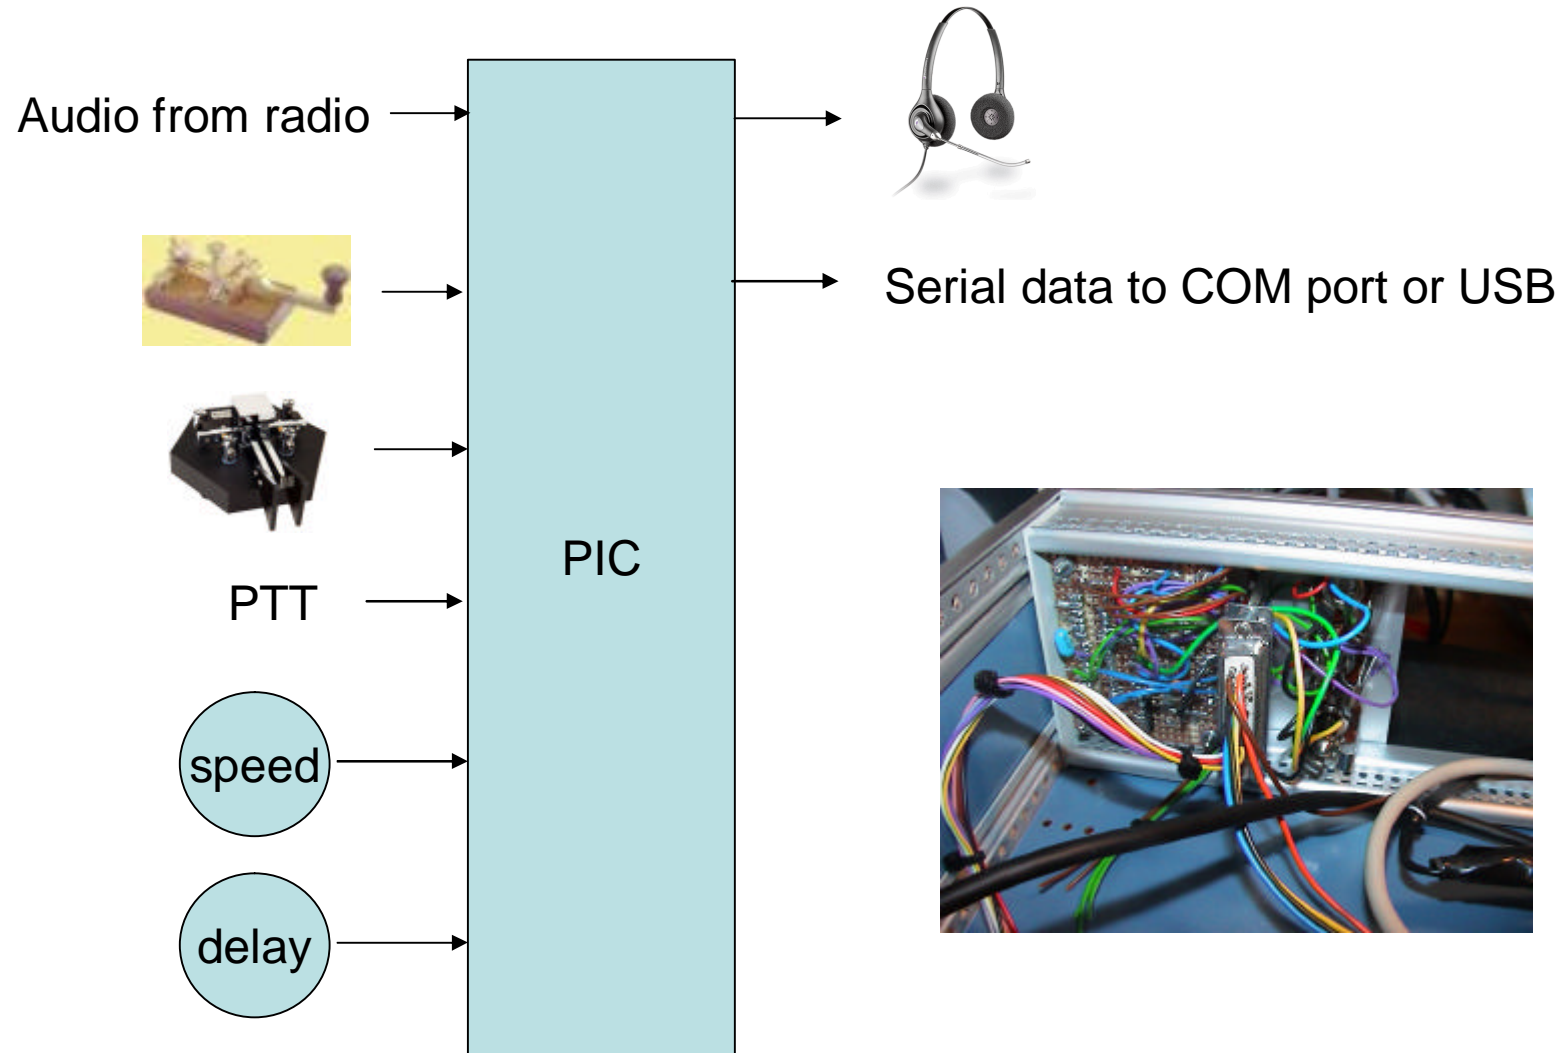 Audio from radio
Serial data to COM port or USB
PIC
PTT
speed
delay